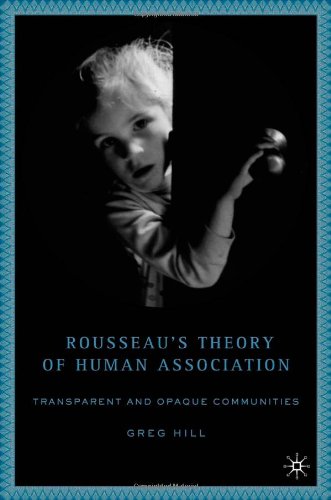 ROUSSEAU'S THEORY
OF HUMAN ASSOCIATION
TRANSPARENT AND OPAQUE COMMUNITIES
GREG HILL